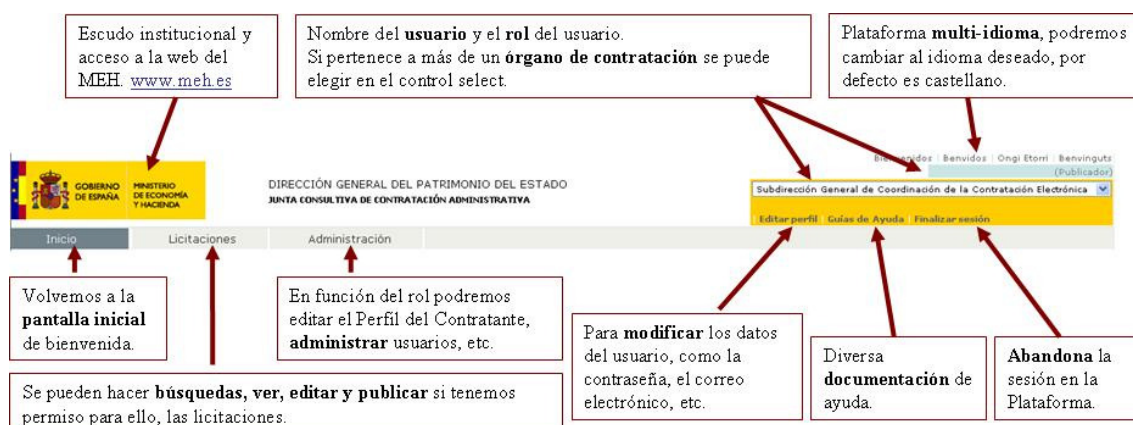 Escudo institucional y
acceso a la web del
MEH. www.meh.es
Nombre del usuario y el rol del usuario.
Si pertenece a más de un órgano de contratación se puede
elegir en el control select.
Plataforma multi-idioma, podremos
cambiar al idioma deseado, por
defecto es castellano.
Bienvenidos | Benvidos | Ongi Etorri | Benvinguts
(Publicador)
GOBIERNO
DE ESPAÑA
MINISTERIO
DE ECONOMÍA
Y HACIENDA
DIRECCIÓN GENERAL DEL PATRIMONIO DEL ESTADO
JUNTA CONSULTIVA DE CONTRATACIÓN ADMINISTRATIVA
Subdirección General de Coordinación de la Contratación Electrónica
| Editar perfil | Guías de Ayuda | Finalizar sesión
Inicio Licitaciones Administración
Volvemos a la
pantalla inicial
de bienvenida.
En función del rol podremos
editar el Perfil del Contratante,
administrar usuarios, etc.
Se pueden hacer búsquedas, ver, editar y publicar si tenemos
permiso para ello, las licitaciones.
Para modificar los datos
del usuario, como la
contraseña, el correo
electrónico, etc.
Diversa
documentación de
ayuda.
Abandona la
sesión en la
Plataforma.